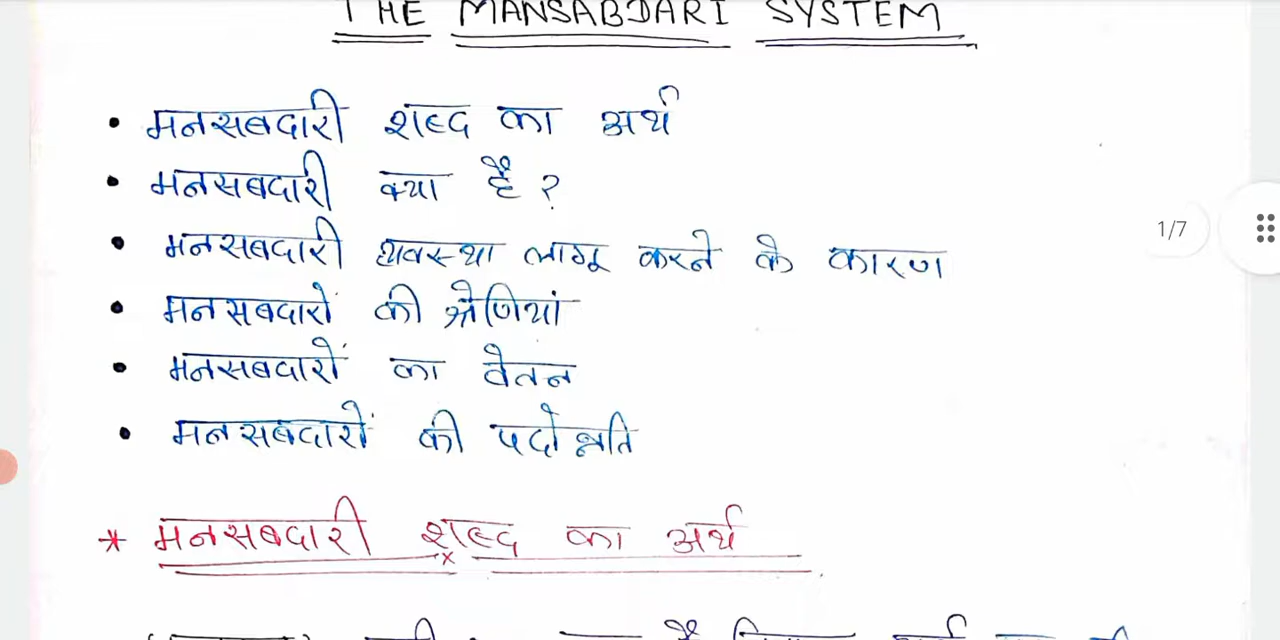 THE MANSABDARI SYSTEM
• मनसबदारी शब्द का अर्थ
• मनसबदारी क्या है ?
• मनसबदारी व्यवस्था लागू करने के कारण
1/7
• मनसबदारों की श्रेणियां
• मनसबदारों का वेतन
• मनसबदारों की पदोन्नति
* मनसबदारी शब्द का अर्थ